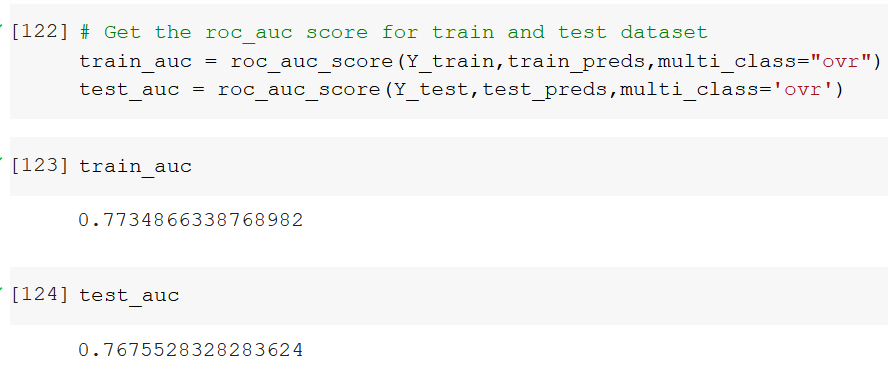 [122] # Get the roc_auc score for train and test dataset
train_auc = roc_auc_score(Y_train,train_preds,multi_class="ovr")
test_auc = roc_auc_score(Y_test,test_preds,multi_class='ovr')
[123] train_auc
0.7734866338768982
[124] test_auc
0.7675528328283624